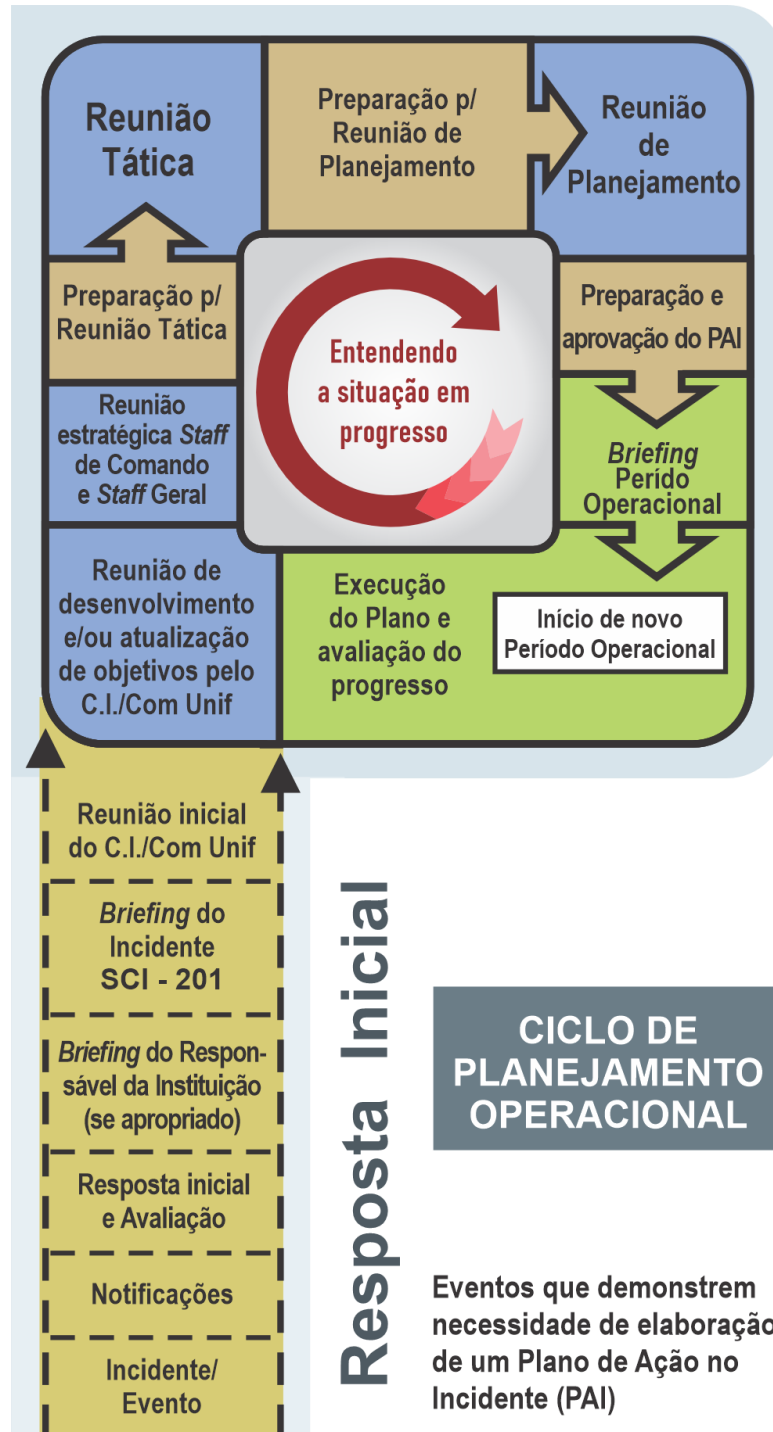 Reunião
Tática
Preparação p/
Reunião de
Planejamento
Reunião
de
Planejamento
Preparação p/
Reunião Tática
Entendendo
a situação em
progresso
Preparação e
aprovação do PAI
Reunião
estratégica Staff
de Comando
e Staff Geral
Briefing
Perído
Operacional
Reunião de
desenvolvimento
e/ou atualização
de objetivos pelo
C.I./Com Unif
Execução
do Plano e
avaliação do
progresso
Início de novo
Período Operacional
Reunião inicial
do C.I./Com Unif
Briefing do
Incidente
SCI - 201
Briefing do Respon-
sável da Instituição
(se apropriado)
Resposta inicial
e Avaliação
Notificações
Incidente/
Evento
Resposta Inicial
CICLO DE
PLANEJAMENTO
OPERACIONAL
Eventos que demonstrem
necessidade de elaboração
de um Plano de Ação no
Incidente (PAI)